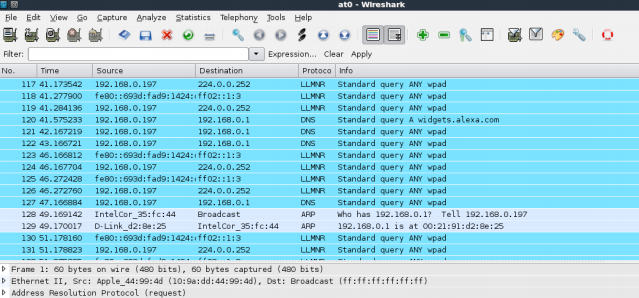 at0 - Wireshark
File Edit View Go Capture Analyze Statistics Telephony Tools Help
Filter: Expression... Clear Apply
No. Time Source Destination Protoco Info
117 41.173542 192.168.0.197 224.0.0.252 LLMNR Standard query ANY wpad
118 41.277900 fe80::693d:fad9:1424: ff02::1:3 LLMNR Standard query ANY wpad
119 41.284136 192.168.0.197 224.0.0.252 LLMNR Standard query ANY wpad
120 41.575233 192.168.0.197 192.168.0.1 DNS Standard query A widgets.alexa.com
121 42.167219 192.168.0.197 192.168.0.1 DNS Standard query ANY wpad
122 43.166721 192.168.0.197 192.168.0.1 DNS Standard query ANY wpad
123 46.166812 fe80::693d:fad9:1424: ff02::1:3 LLMNR Standard query ANY wpad
124 46.167704 192.168.0.197 224.0.0.252 LLMNR Standard query ANY wpad
125 46.272428 fe80::693d:fad9:1424: ff02::1:3 LLMNR Standard query ANY wpad
126 46.272760 192.168.0.197 224.0.0.252 LLMNR Standard query ANY wpad
127 47.166884 192.168.0.197 192.168.0.1 DNS Standard query ANY wpad
128 49.169142 IntelCor_35:fc:44 Broadcast ARP Who has 192.168.0.1? Tell 192.168.0.197
129 49.170017 D-Link_d2:8e:25 IntelCor_35:fc:44 ARP 192.168.0.1 is at 00:21:91:d2:8e:25
130 51.178160 fe80::693d:fad9:1424: ff02::1:3 LLMNR Standard query ANY wpad
131 51.178823 192.168.0.197 224.0.0.252 LLMNR Standard query ANY wpad
Frame 1: 60 bytes on wire (480 bits), 60 bytes captured (480 bits)
Ethernet II, Src: Apple_44:99:4d (10:9a:dd:44:99:4d), Dst: Broadcast (ff:ff:ff:ff:ff:ff)
Address Resolution Protocol (request)